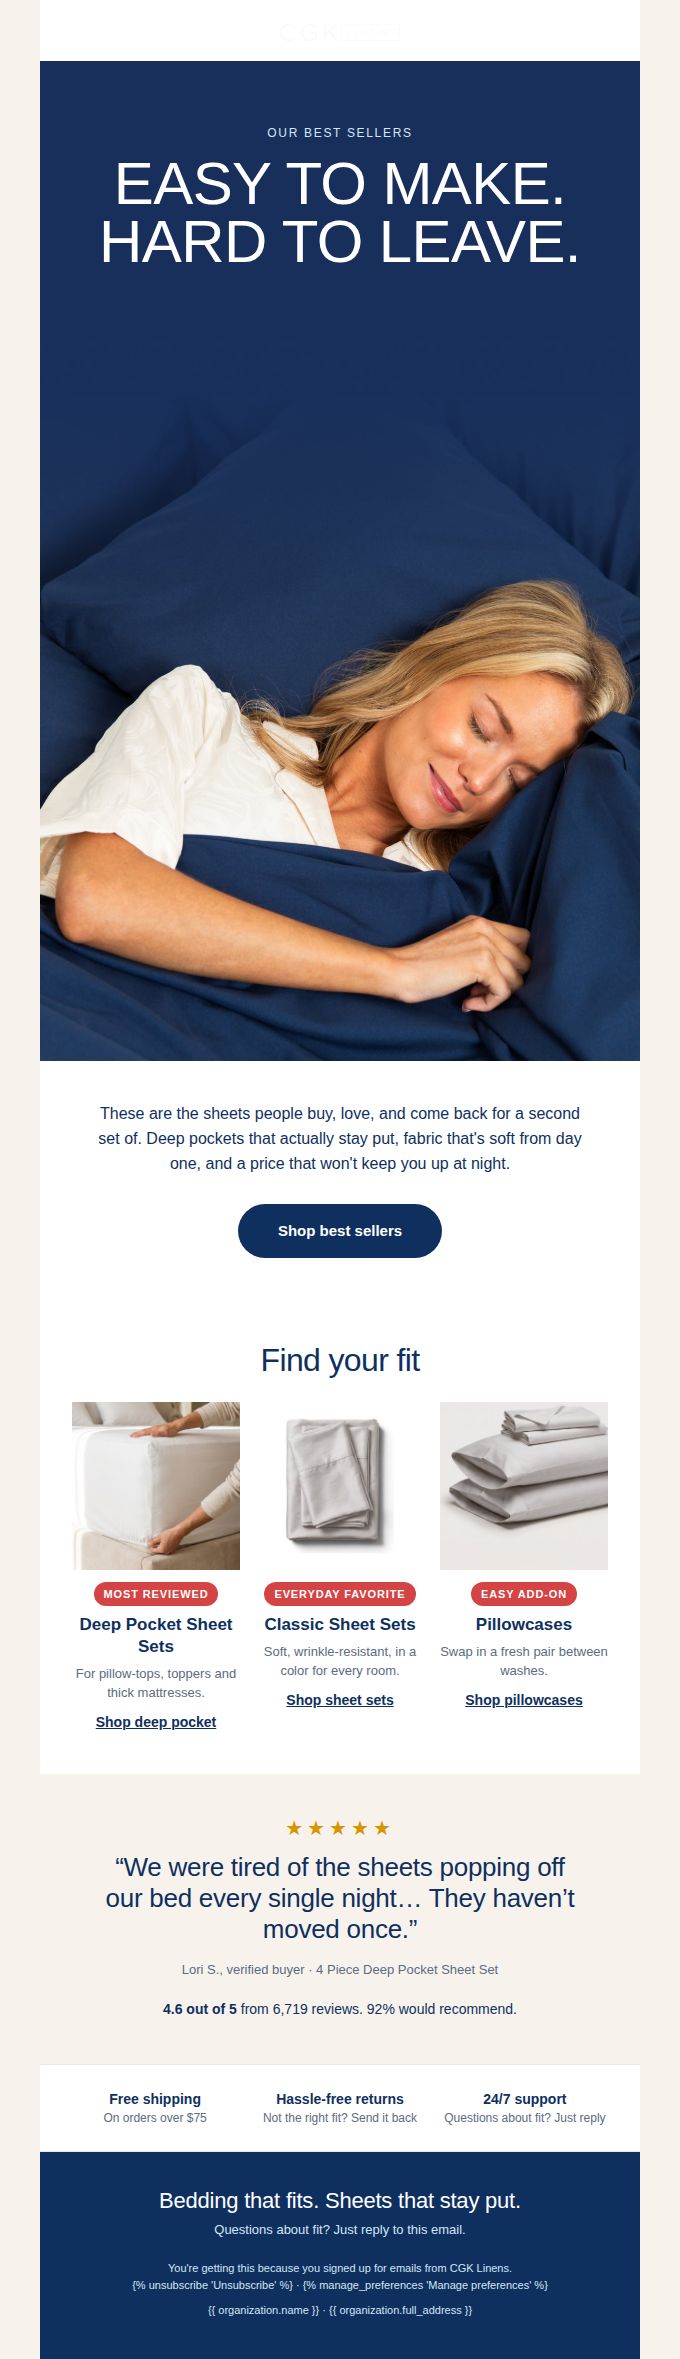 CGK
OUR BEST SELLERS
EASY TO MAKE.
HARD TO LEAVE.
These are the sheets people buy, love, and come back for a second
set of. Deep pockets that actually stay put, fabric that's soft from day
one, and a price that won't keep you up at night.
Shop best sellers
Find your fit
MOST REVIEWED
Deep Pocket Sheet
Sets
For pillow-tops, toppers and
thick mattresses.
Shop deep pocket
EVERYDAY FAVORITE
Classic Sheet Sets
Soft, wrinkle-resistant, in a
color for every room.
Shop sheet sets
EASY ADD-ON
Pillowcases
Swap in a fresh pair between
washes.
Shop pillowcases
★★★★★
“We were tired of the sheets popping off
our bed every single night… They haven’t
moved once.”
Lori S., verified buyer · 4 Piece Deep Pocket Sheet Set
4.6 out of 5 from 6,719 reviews. 92% would recommend.
Free shipping
On orders over $75
Hassle-free returns
Not the right fit? Send it back
24/7 support
Questions about fit? Just reply
Bedding that fits. Sheets that stay put.
Questions about fit? Just reply to this email.
You're getting this because you signed up for emails from CGK Linens.
{% unsubscribe 'Unsubscribe' %} · {% manage_preferences 'Manage preferences' %}
{{ organization.name }} · {{ organization.full_address }}